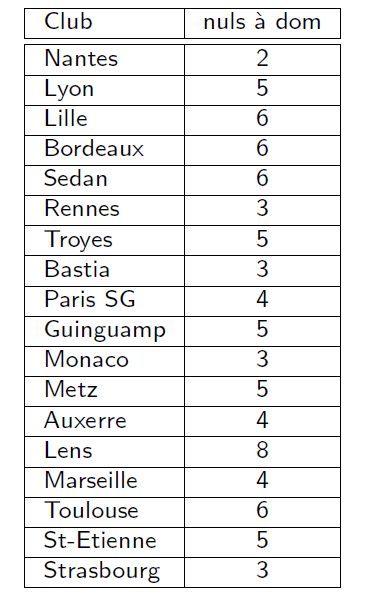 Club nuls à dom
Nantes 2
Lyon 5
Lille 6
Bordeaux 6
Sedan 6
Rennes 3
Troyes 5
Bastia 3
Paris SG 4
Guinguamp 5
Monaco 3
Metz 5
Auxerre 4
Lens 8
Marseille 4
Toulouse 6
St-Etienne 5
Strasbourg 3